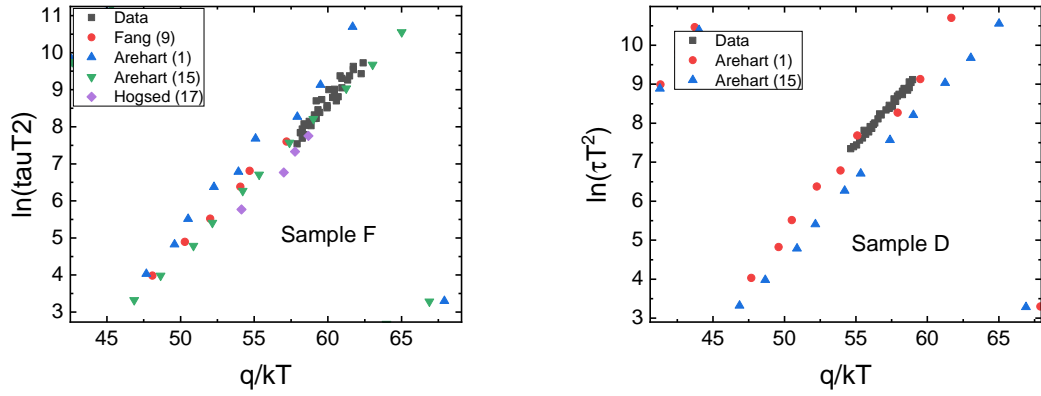 11
10
9
8
7
6
5
4
3
45 50 55 60 65
ln(tauT2)
q/kT
Data
Fang (9)
Arehart (1)
Arehart (15)
Hogsed (17)
Sample F
10
9
8
7
6
5
4
3
45 50 55 60 65
ln(τT²)
q/kT
Data
Arehart (1)
Arehart (15)
Sample D